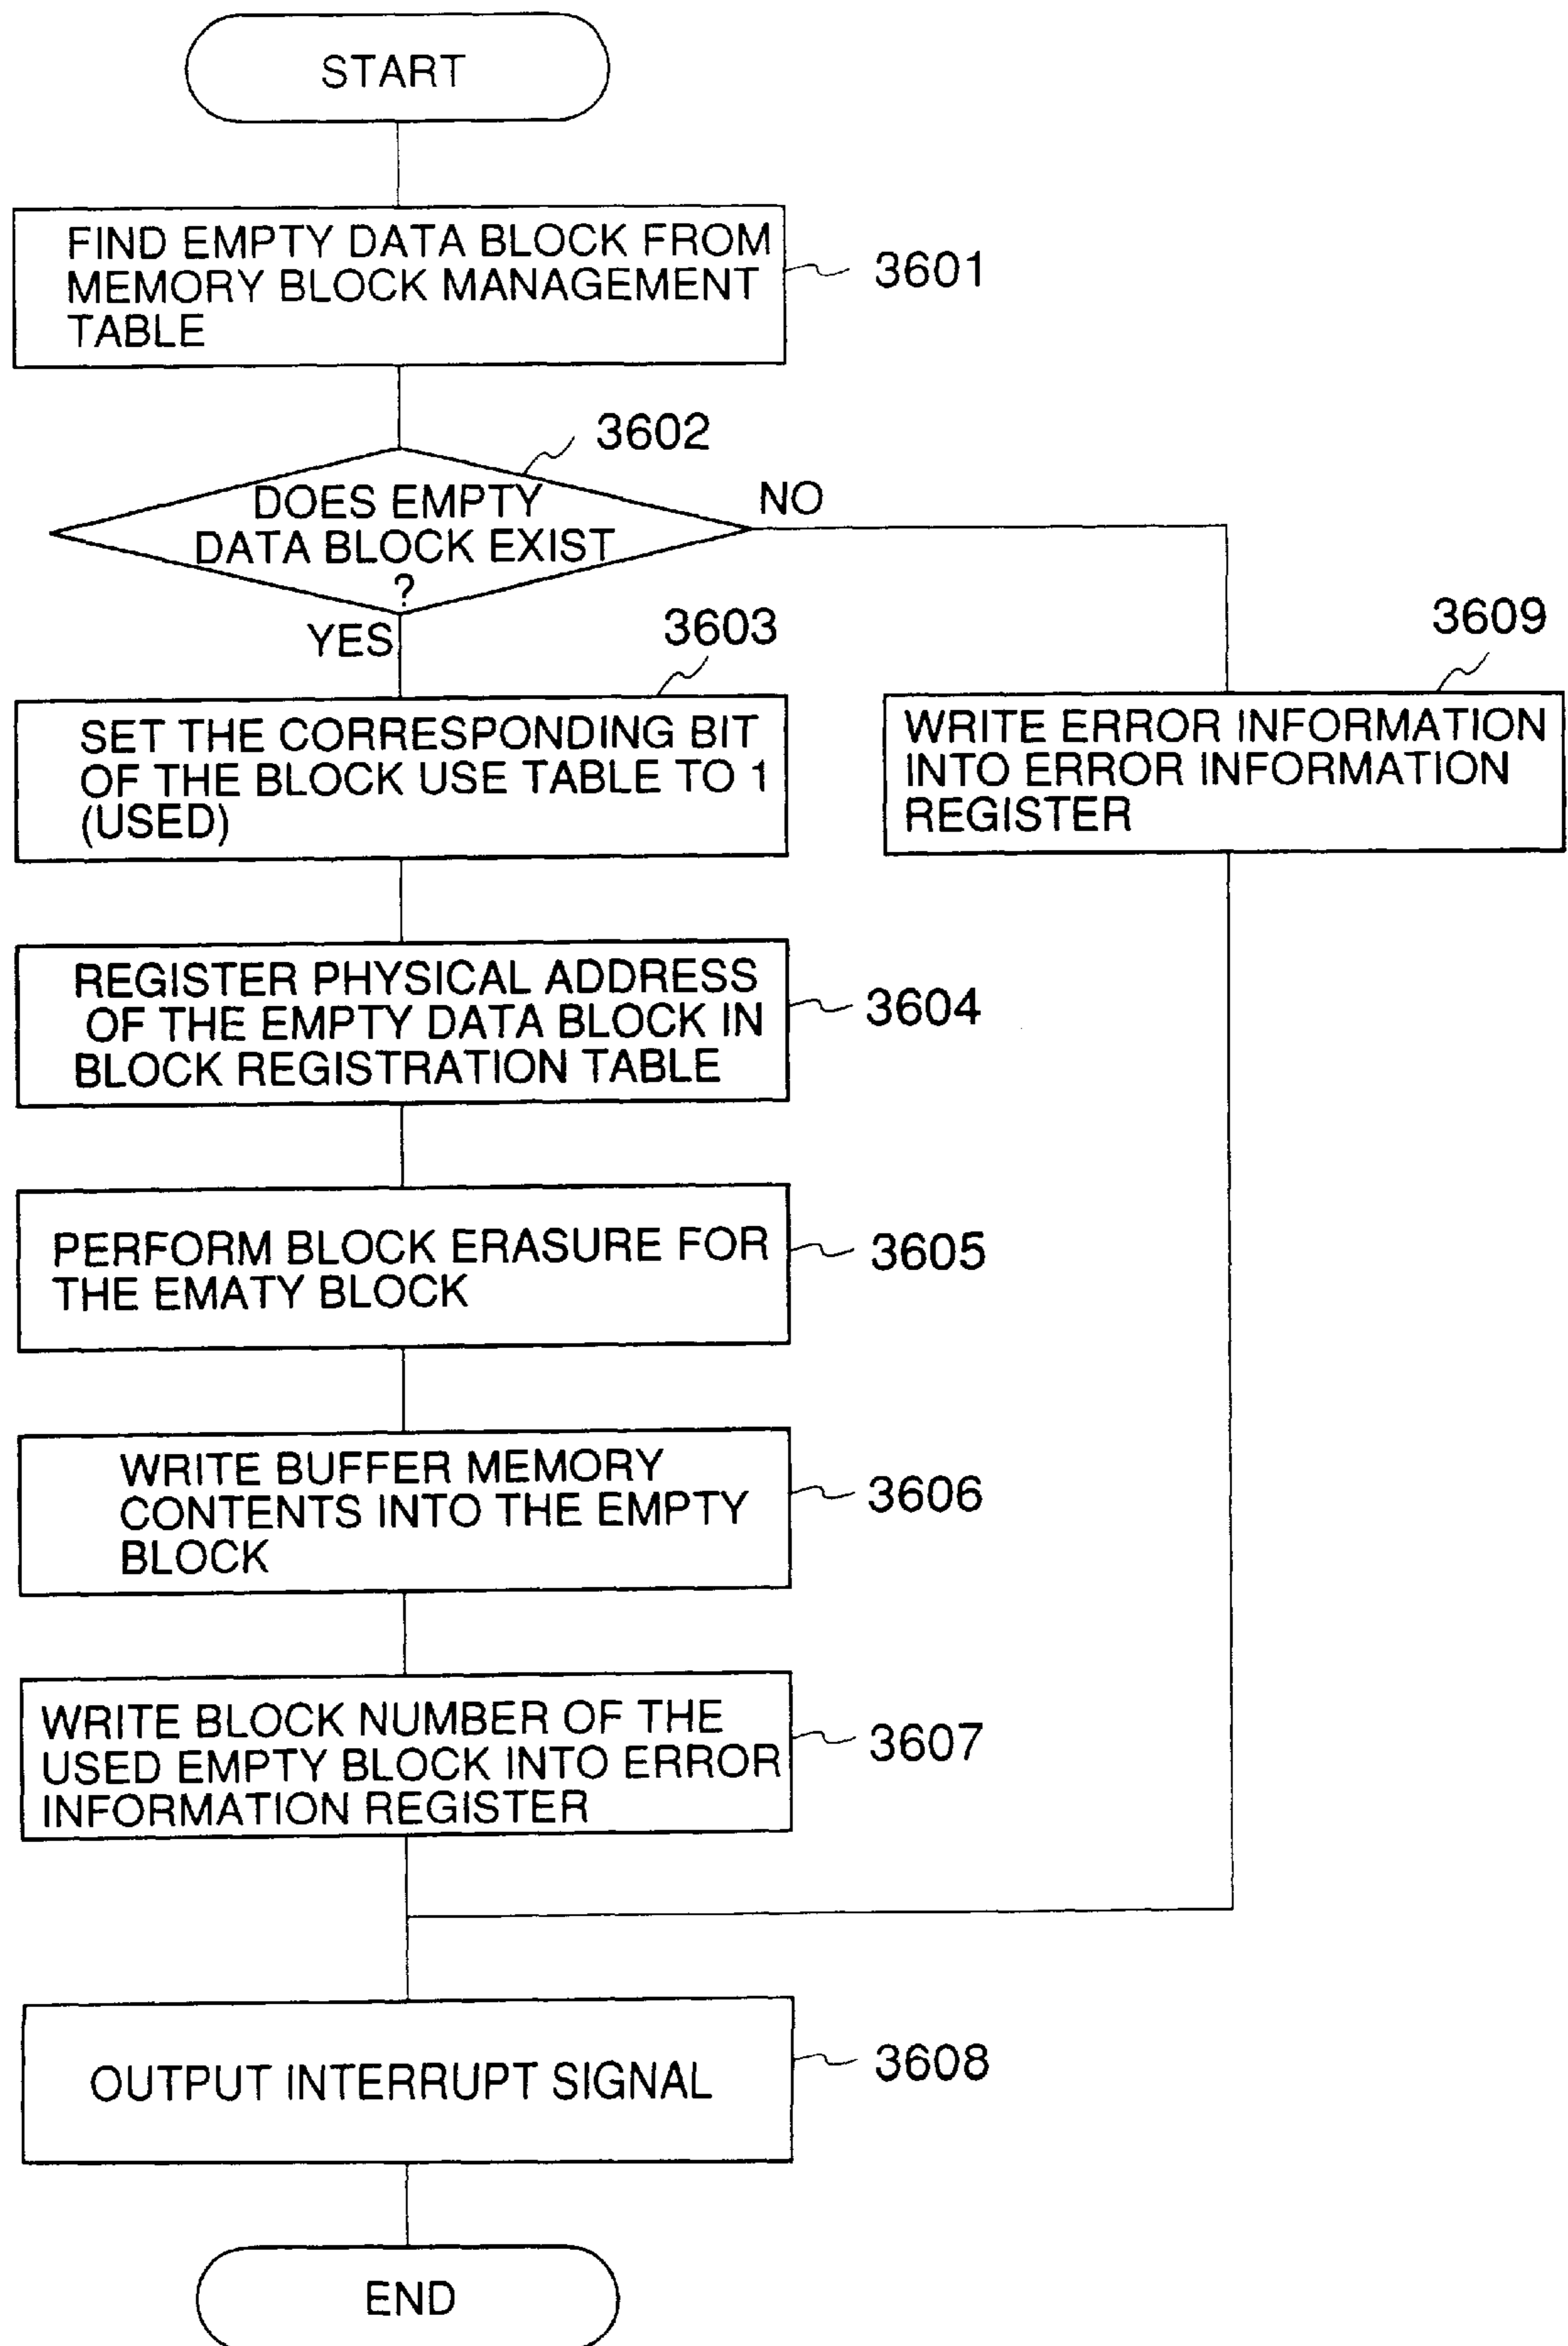 START
FIND EMPTY DATA BLOCK FROM
MEMORY BLOCK MANAGEMENT
TABLE
3601
3602
DOES EMPTY
DATA BLOCK EXIST
?
NO
YES
3603
SET THE CORRESPONDING BIT
OF THE BLOCK USE TABLE TO 1
(USED)
3609
WRITE ERROR INFORMATION
INTO ERROR INFORMATION
REGISTER
REGISTER PHYSICAL ADDRESS
OF THE EMPTY DATA BLOCK IN
BLOCK REGISTRATION TABLE
3604
PERFORM BLOCK ERASURE FOR
THE EMATY BLOCK
3605
WRITE BUFFER MEMORY
CONTENTS INTO THE EMPTY
BLOCK
3606
WRITE BLOCK NUMBER OF THE
USED EMPTY BLOCK INTO ERROR
INFORMATION REGISTER
3607
OUTPUT INTERRUPT SIGNAL
3608
END